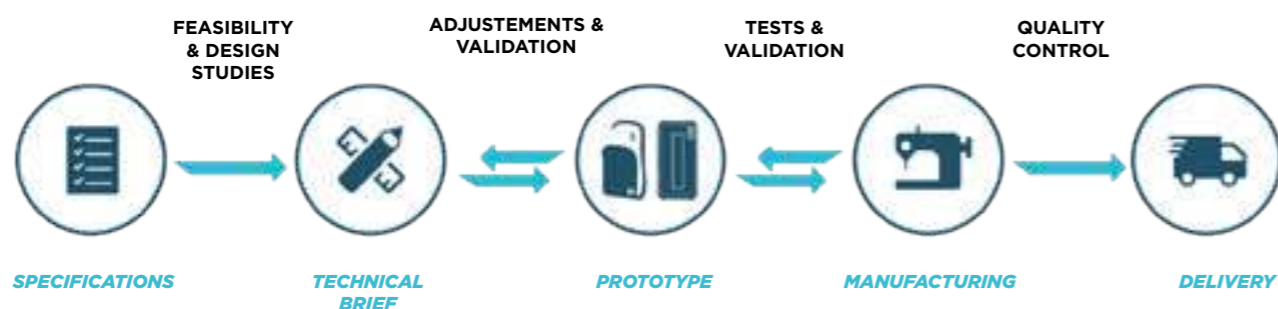 FEASIBILITY
& DESIGN
STUDIES
ADJUSTEMENTS &
VALIDATION
TESTS &
VALIDATION
QUALITY
CONTROL
SPECIFICATIONS
TECHNICAL
BRIEF
PROTOTYPE
MANUFACTURING
DELIVERY